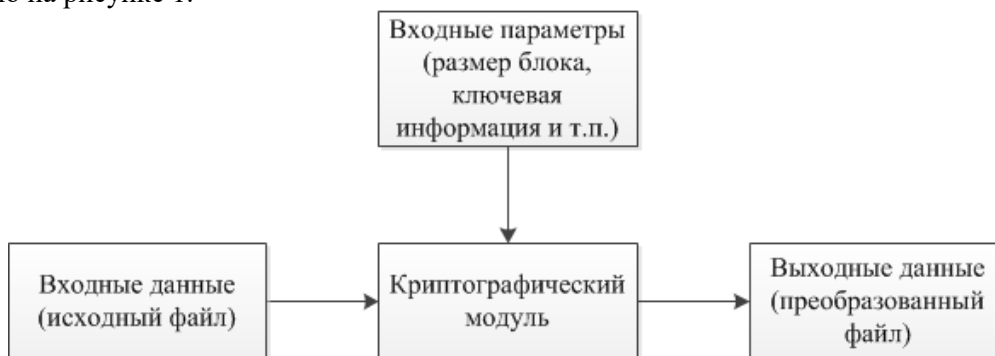 на рисунке 1.
Входные параметры
(размер блока,
ключевая
информация и т.п.)
Входные данные
(исходный файл)
Криптографический
модуль
Выходные данные
(преобразованный
файл)